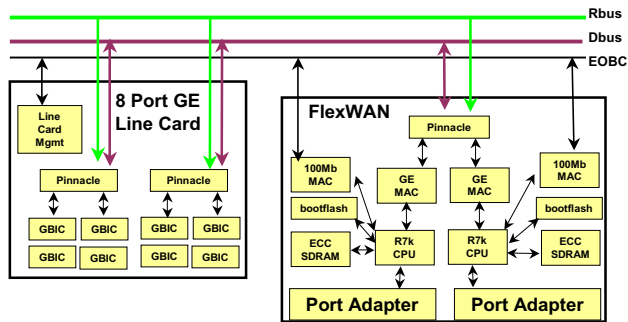 Rbus
Dbus
EOBC
8 Port GE
Line Card
Line
Card
Mgmt
Pinnacle
Pinnacle
GBIC
GBIC
GBIC
GBIC
GBIC
GBIC
GBIC
GBIC
FlexWAN
Pinnacle
100Mb
MAC
GE
MAC
GE
MAC
100Mb
MAC
bootflash
bootflash
ECC
SDRAM
R7k
CPU
R7k
CPU
ECC
SDRAM
Port Adapter
Port Adapter